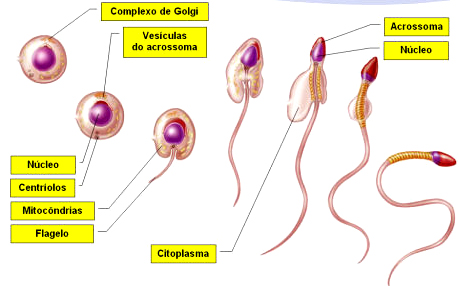 Complexo de Golgi
Vesículas
do acrossoma
Acrossoma
Núcleo
Núcleo
Centríolos
Mitocôndrias
Flagelo
Citoplasma